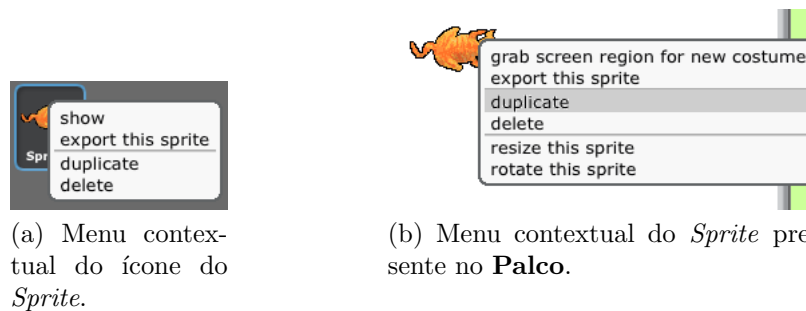 show
export this sprite
duplicate
delete
Spr
(a) Menu contex-
tual do ícone do
Sprite.
grab screen region for new costume
export this sprite
duplicate
delete
resize this sprite
rotate this sprite
(b) Menu contextual do Sprite pre
sente no Palco.